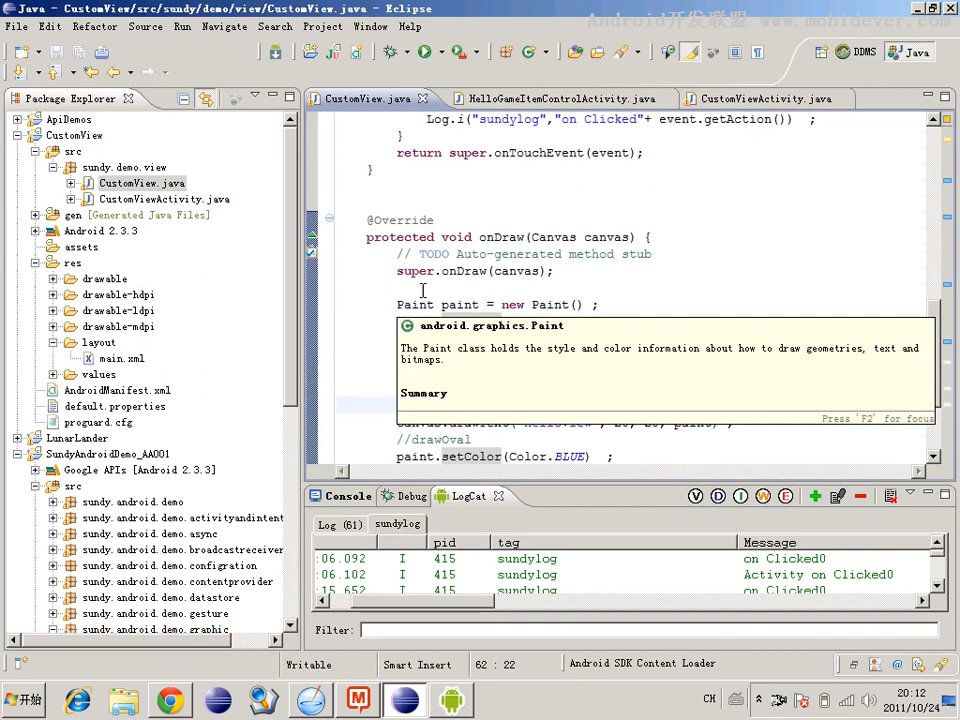 Java - CustomView/src/sundy/demo/view/CustomView.java - Eclipse
Android开发联盟 www.mobidever.com
File Edit Refactor Source Run Navigate Search Project Window Help
DDMS Java
Package Explorer
CustomView.java HelloGameItemControlActivity.java CustomViewActivity.java
ApiDemos
CustomView
src
sundy.demo.view
CustomView.java
CustomViewActivity.java
gen [Generated Java Files]
Android 2.3.3
assets
res
drawable
drawable-hdpi
drawable-ldpi
drawable-mdpi
layout
main.xml
values
AndroidManifest.xml
default.properties
proguard.cfg
LunarLander
SundyAndroidDemo_AA001
Google APIs [Android 2.3.3]
src
sundy.android.demo
sundy.android.demo.activityandintent
sundy.android.demo.async
sundy.android.demo.broadcastreceiver
sundy.android.demo.configration
sundy.android.demo.contentprovider
sundy.android.demo.datastore
sundy.android.demo.gesture
sundy.android.demo.graphic
Log.i("sundylog","on Clicked"+ event.getAction()) ;
}
return super.onTouchEvent(event);
}
@Override
protected void onDraw(Canvas canvas) {
// TODO Auto-generated method stub
super.onDraw(canvas);
Paint paint = new Paint() ;
android.graphics.Paint
The Paint class holds the style and color information about how to draw geometries, text and
bitmaps.
Summary
Press 'F2' for focus
//drawOval
paint.setColor(Color.BLUE) ;
Console Debug LogCat
V D I W E
Log (61) sundylog
pid tag Message
:06.092 I 415 sundylog on Clicked0
:06.102 I 415 sundylog Activity on Clicked0
:15.652 I 415 sundylog on Clicked0
Filter:
Writable Smart Insert 62 : 22 Android SDK Content Loader
开始
CH
20:12
2011/10/24